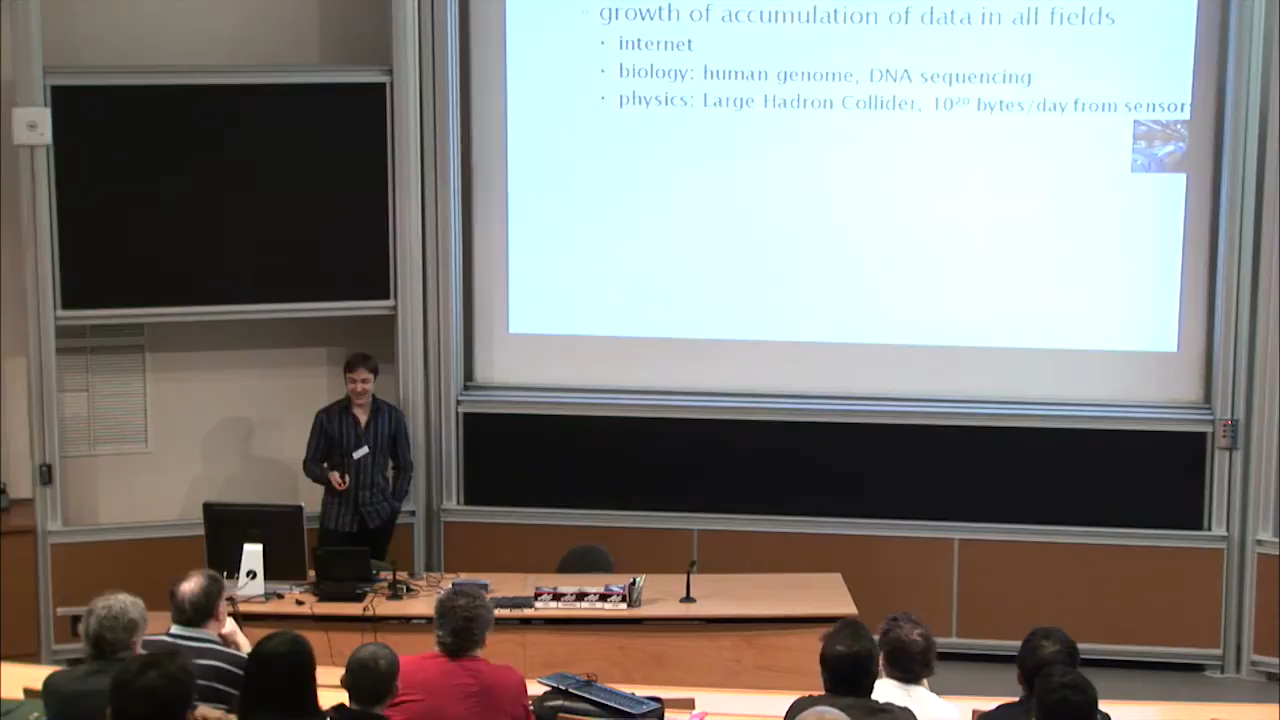 growth of accumulation of data in all fields
· internet
· biology: human genome, DNA sequencing
· physics: Large Hadron Collider, 10²⁰ bytes/day from sensors